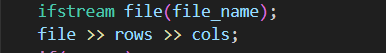 ifstream file(file_name);
file >> rows >> cols;